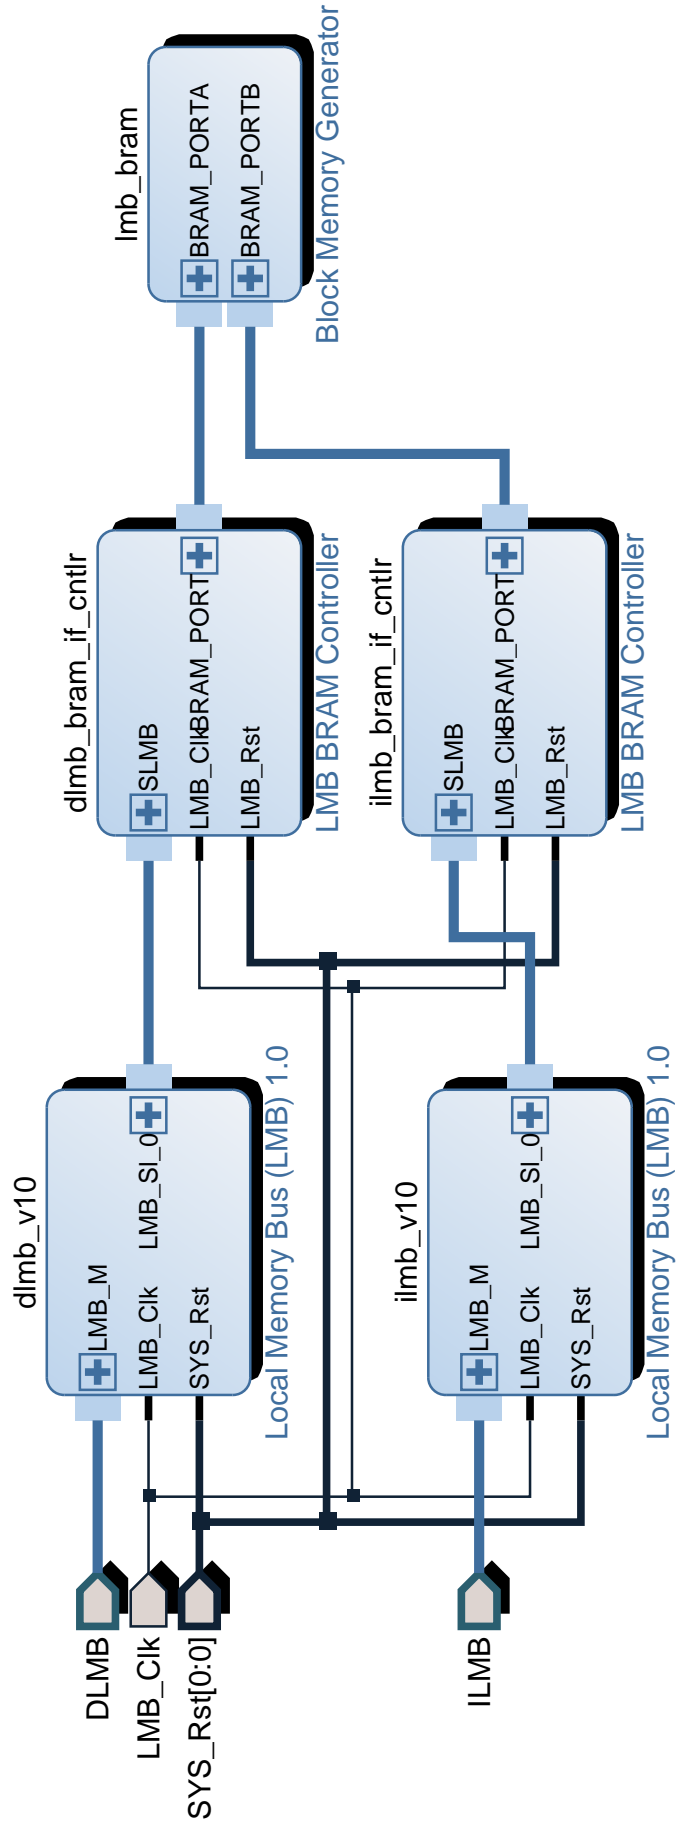 DLMB
LMB_Clk
SYS_Rst[0:0]
ILMB
dlmb_v10
LMB_M
LMB_Clk
LMB_Sl_0
SYS_Rst
Local Memory Bus (LMB) 1.0
ilmb_v10
LMB_M
LMB_Clk
LMB_Sl_0
SYS_Rst
Local Memory Bus (LMB) 1.0
dlmb_bram_if_cntlr
SLMB
LMB_Clk
BRAM_PORT
LMB_Rst
LMB BRAM Controller
ilmb_bram_if_cntlr
SLMB
LMB_Clk
BRAM_PORT
LMB_Rst
LMB BRAM Controller
lmb_bram
BRAM_PORTA
BRAM_PORTB
Block Memory Generator